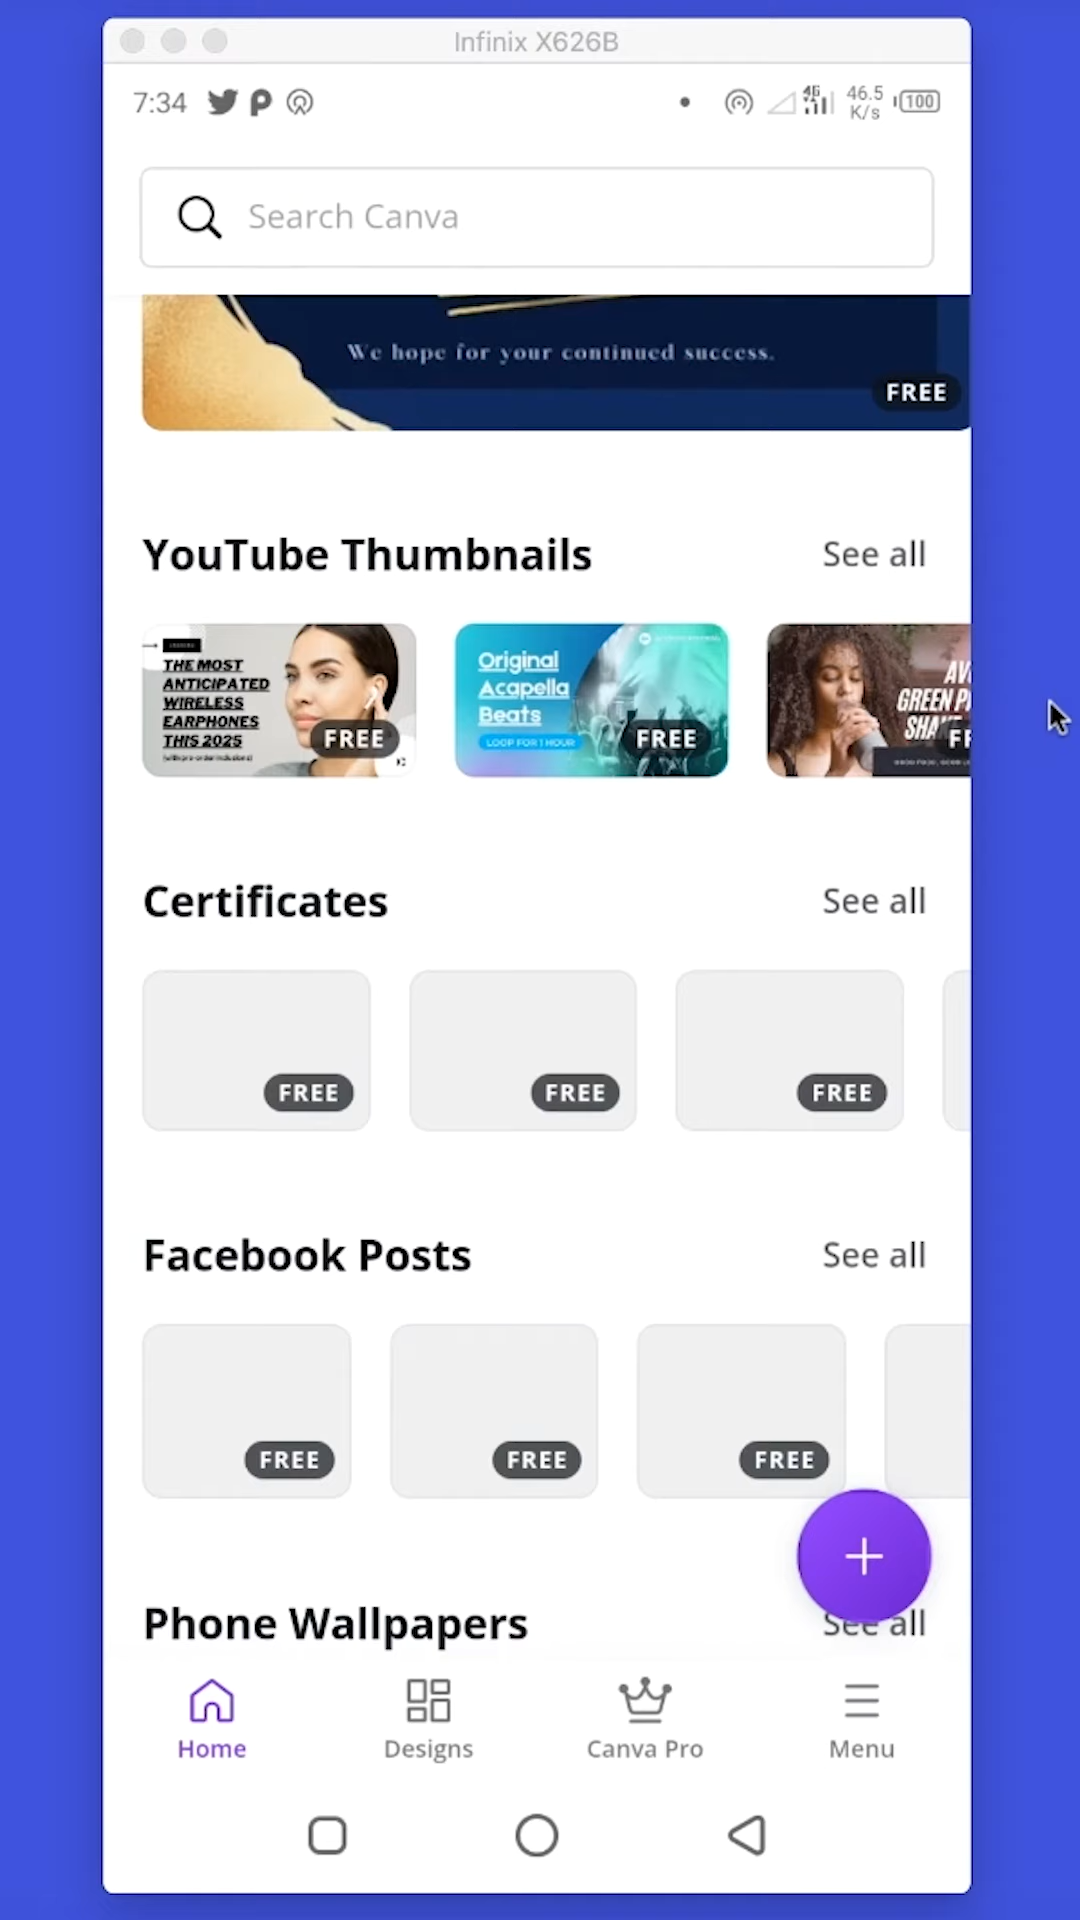 Infinix X626B
7:34
4G
46.5
K/s
100
Search Canva
We hope for your continued success.
FREE
YouTube Thumbnails
See all
THE MOST
ANTICIPATED
WIRELESS
EARPHONES
THIS 2025
FREE
Original
Acapella
Beats
LOOP FOR 1 HOUR
FREE
GREEN
Certificates
See all
FREE
FREE
FREE
Facebook Posts
See all
FREE
FREE
FREE
Phone Wallpapers
See all
Home
Designs
Canva Pro
Menu